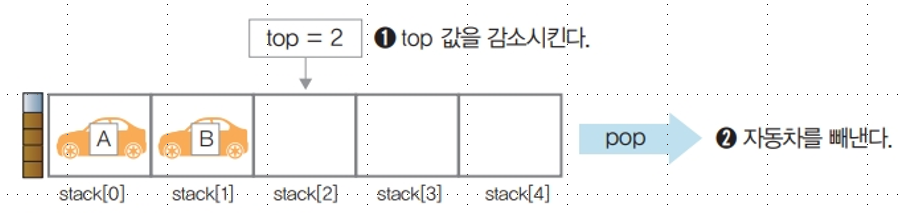 top = 2 ❶ top 값을 감소시킨다.
A B pop ❷ 자동차를 빼낸다.
stack[0] stack[1] stack[2] stack[3] stack[4]